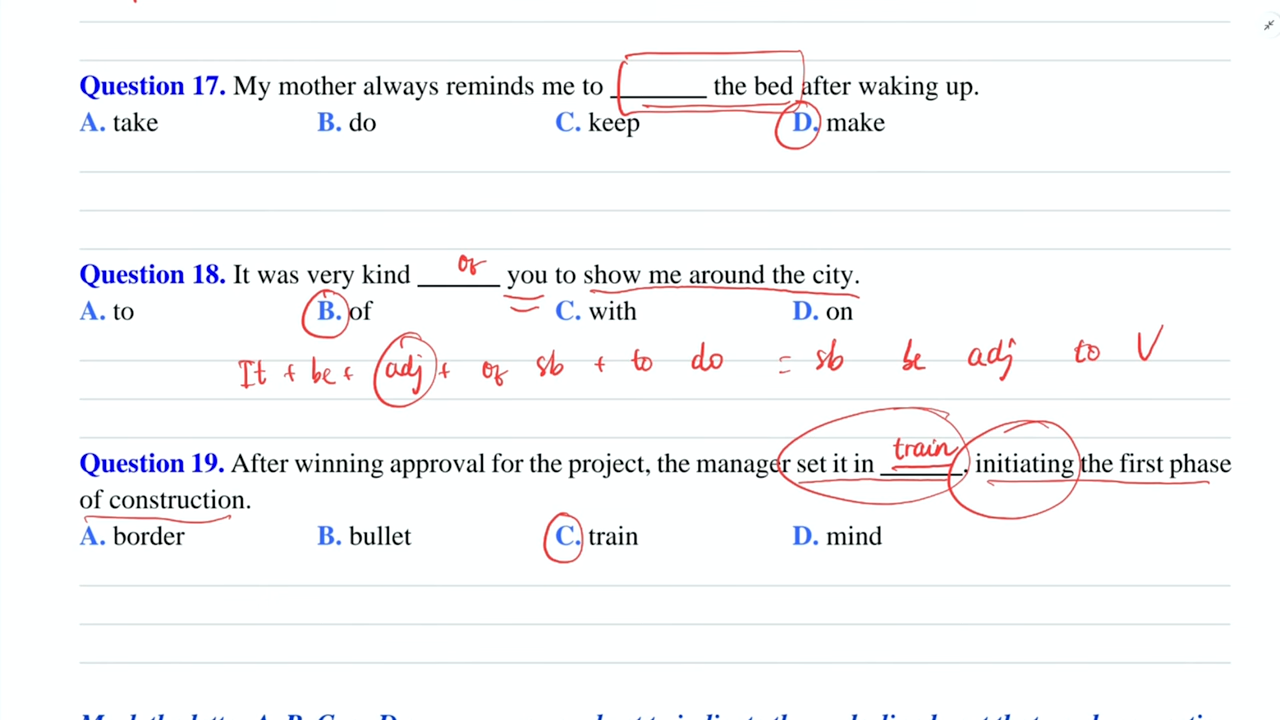 Question 17. My mother always reminds me to _______ the bed after waking up.
A. take B. do C. keep D. make
of
Question 18. It was very kind ______ you to show me around the city.
A. to B. of C. with D. on
It + be + adj + of sb + to do = sb be adj to V
train
Question 19. After winning approval for the project, the manager set it in ______, initiating the first phase
of construction.
A. border B. bullet C. train D. mind